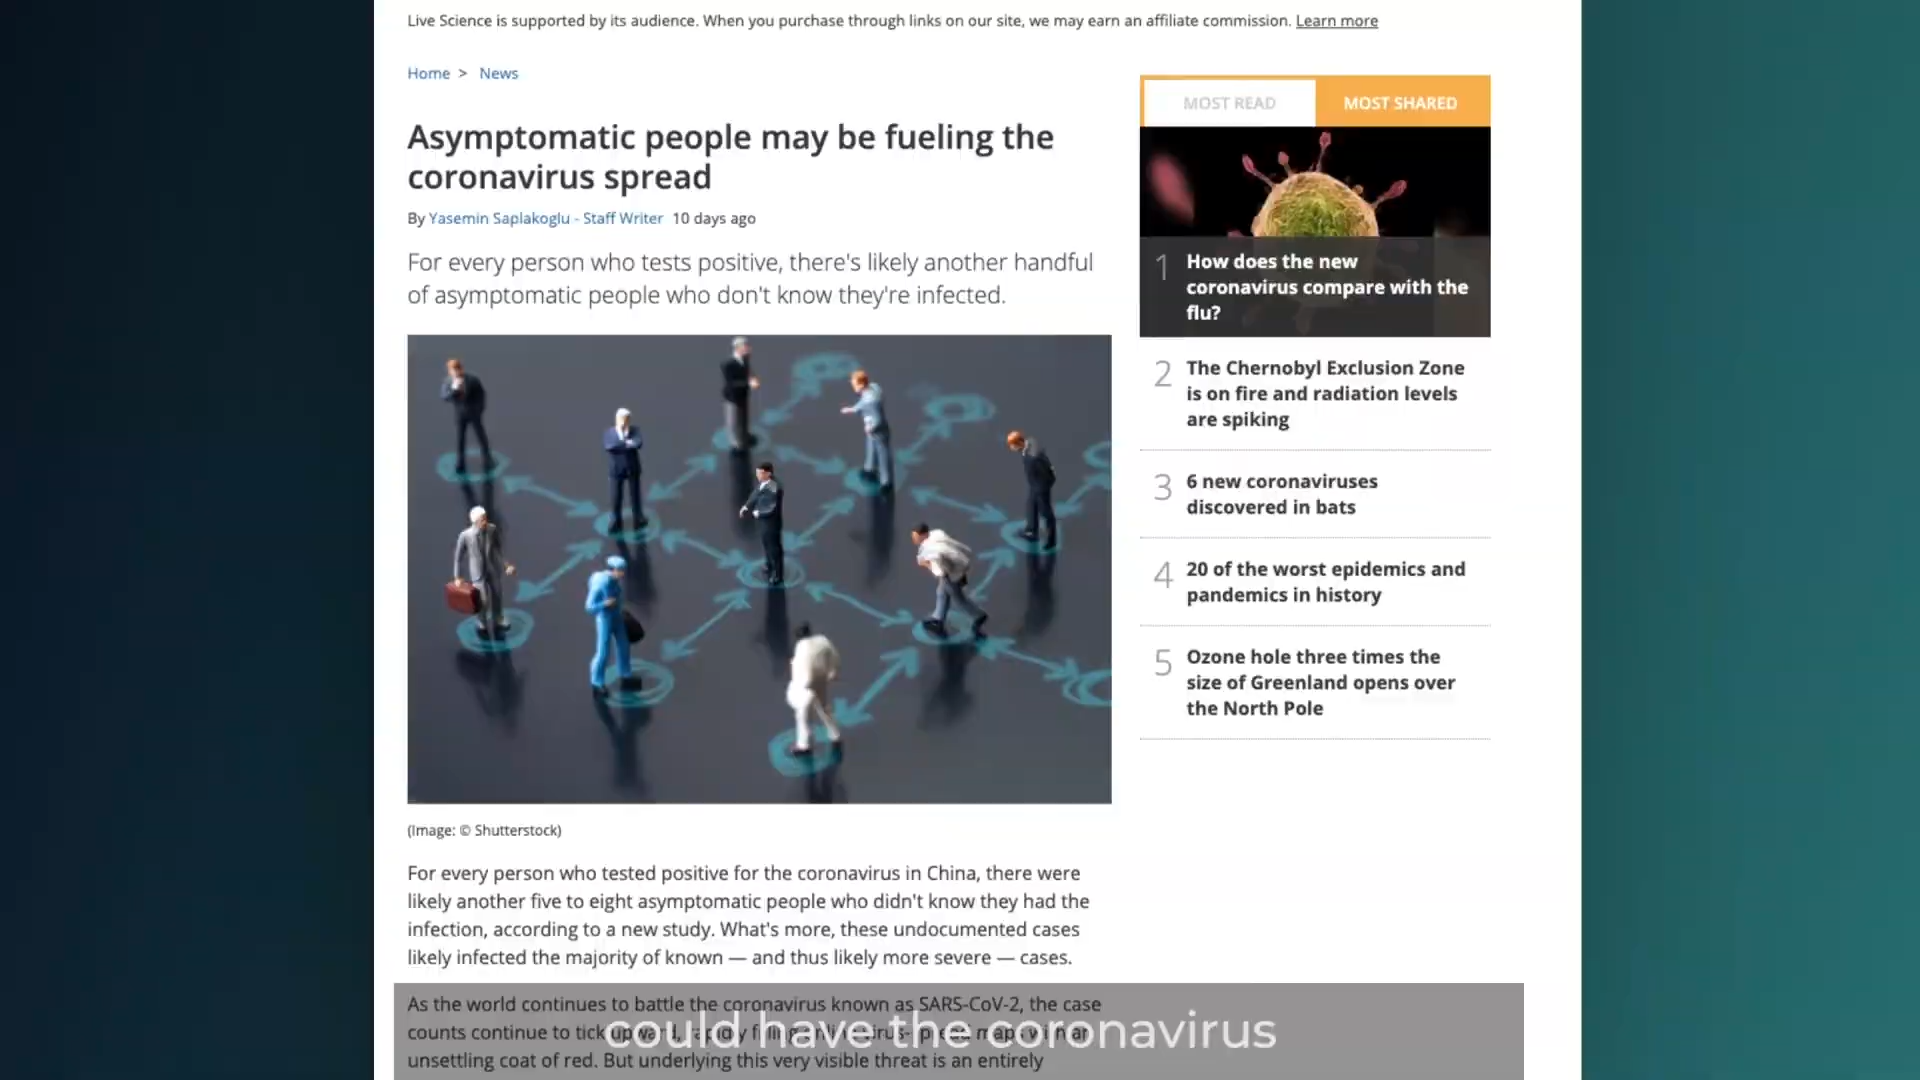 Live Science is supported by its audience. When you purchase through links on our site, we may earn an affiliate commission. Learn more
Home > News
Asymptomatic people may be fueling the
coronavirus spread
By Yasemin Saplakoglu - Staff Writer 10 days ago
For every person who tests positive, there's likely another handful
of asymptomatic people who don't know they're infected.
(Image: © Shutterstock)
For every person who tested positive for the coronavirus in China, there were
likely another five to eight asymptomatic people who didn't know they had the
infection, according to a new study. What's more, these undocumented cases
likely infected the majority of known — and thus likely more severe — cases.
As the world continues to battle the coronavirus known as SARS-CoV-2, the case
counts continue to tick upward,
unsettling coat of red. But underlying this very visible threat is an entirely
could have the coronavirus
MOST READ
MOST SHARED
1 How does the new
coronavirus compare with the
flu?
2 The Chernobyl Exclusion Zone
is on fire and radiation levels
are spiking
3 6 new coronaviruses
discovered in bats
4 20 of the worst epidemics and
pandemics in history
5 Ozone hole three times the
size of Greenland opens over
the North Pole